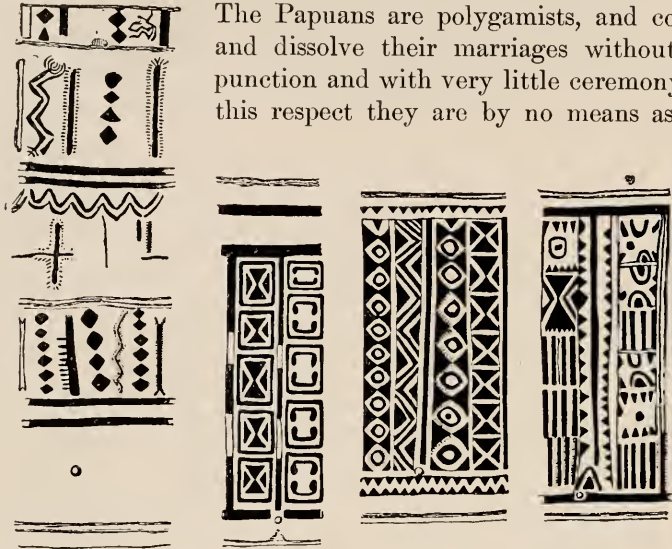 The Papuans are polygamists, and
and dissolve their marriages without
punction and with very little ceremony
this respect they are by no means as